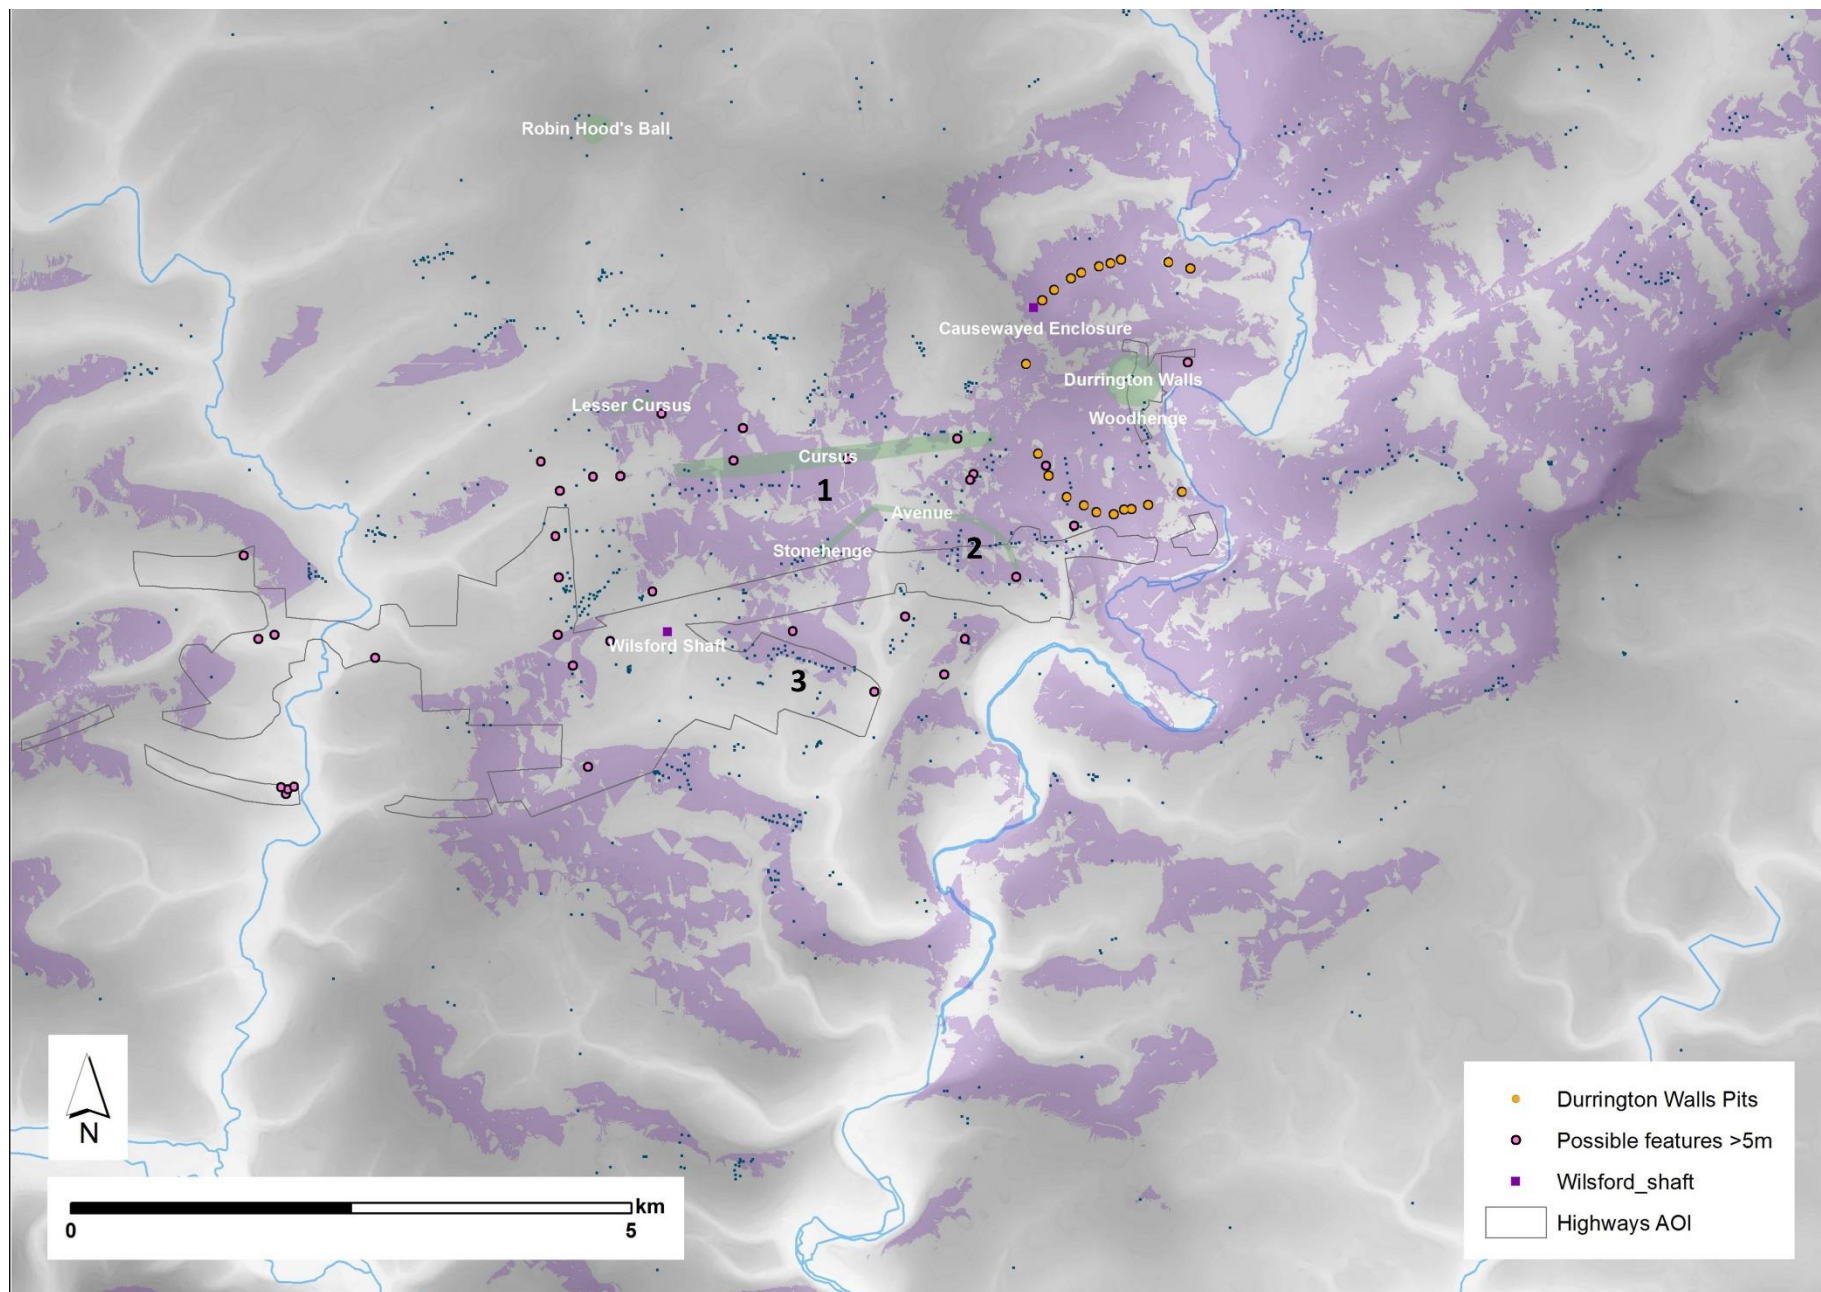 Robin Hood's Ball
Causewayed Enclosure
Durrington Walls
Lesser Cursus
Woodhenge
Cursus
1
Avenue
Stonehenge
2
Wilsford Shaft
3
N
km
0
5
Durrington Walls Pits
Possible features >5m
Wilsford_shaft
Highways AOI